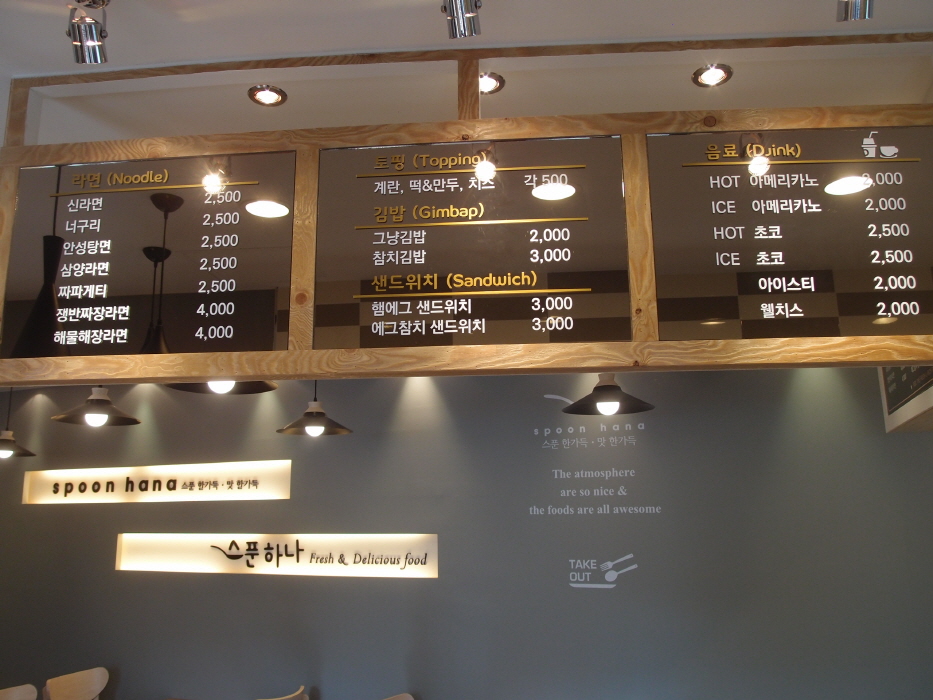 라면 (Noodle)
신라면 2,500
너구리 2,500
안성탕면 2,500
삼양라면 2,500
짜파게티 2,500
쟁반짜장라면 4,000
해물해장라면 4,000
토핑 (Topping)
계란, 떡&만두, 치즈 각 500
김밥 (Gimbap)
그냥김밥 2,000
참치김밥 3,000
샌드위치 (Sandwich)
햄에그 샌드위치 3,000
에그참치 샌드위치 3,000
음료 (Drink)
HOT 아메리카노 2,000
ICE 아메리카노 2,000
HOT 초코 2,500
ICE 초코 2,500
아이스티 2,000
웰치스 2,000
spoon hana 스푼 한가득 · 맛 한가득
스푼하나 Fresh & Delicious food
spoon hana
스푼 한가득 · 맛 한가득
The atmosphere
are so nice &
the foods are all awesome
TAKE
OUT